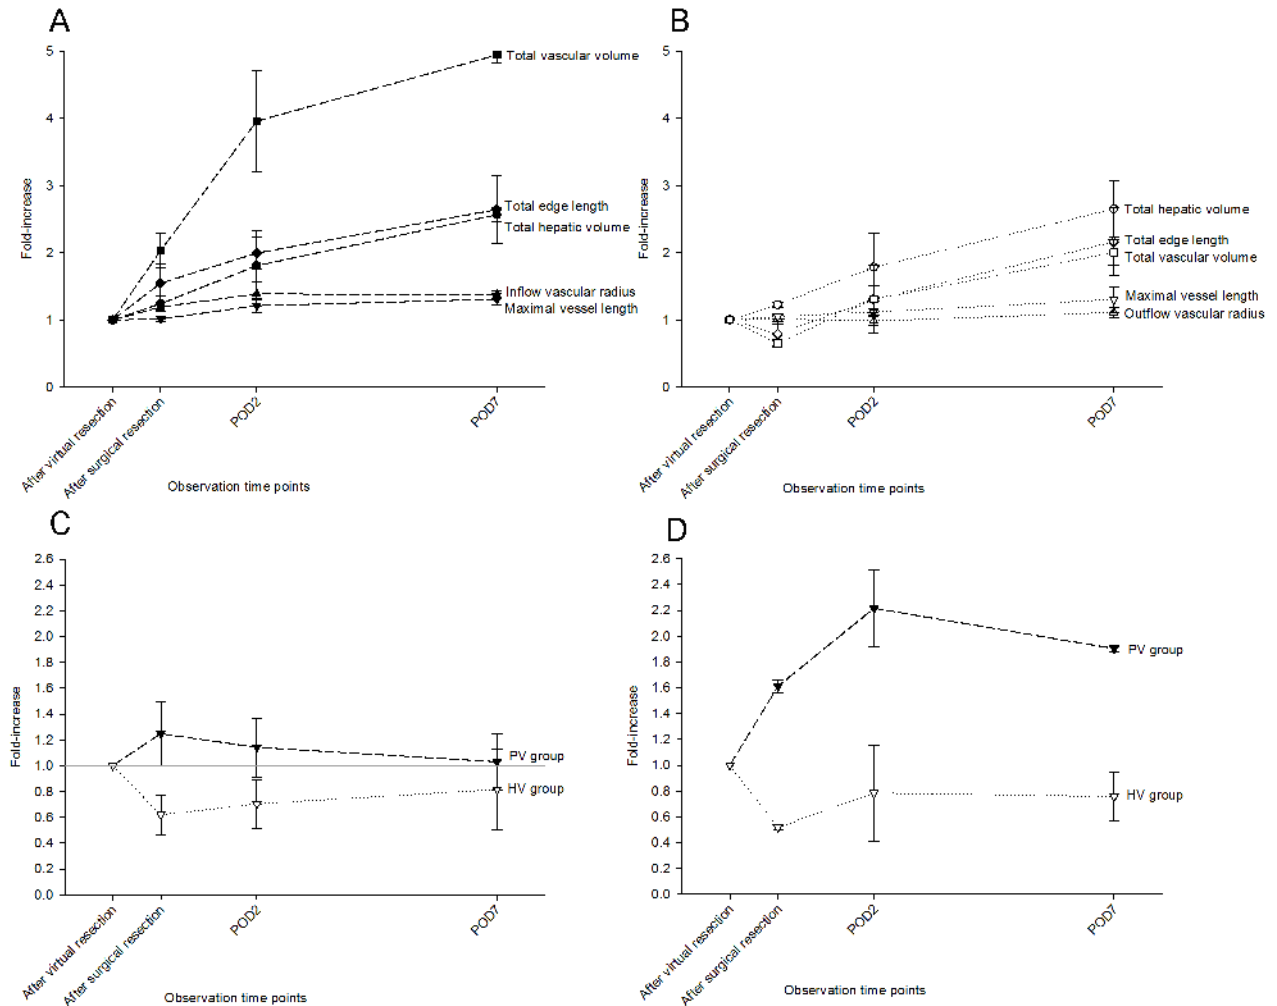 A
5
4
3
2
1
0
Fold-increase
Total vascular volume
Total edge length
Total hepatic volume
Inflow vascular radius
Maximal vessel length
After virtual resection
After surgical resection
POD2
POD7
Observation time points
B
5
4
3
2
1
0
Fold-increase
Total hepatic volume
Total edge length
Total vascular volume
Maximal vessel length
Outflow vascular radius
After virtual resection
After surgical resection
POD2
POD7
Observation time points
C
2.6
2.4
2.2
2.0
1.8
1.6
1.4
1.2
1.0
0.8
0.6
0.4
0.2
0.0
Fold-increase
PV group
HV group
After virtual resection
After surgical resection
POD2
POD7
Observation time points
D
2.6
2.4
2.2
2.0
1.8
1.6
1.4
1.2
1.0
0.8
0.6
0.4
0.2
0.0
Fold-increase
PV group
HV group
After virtual resection
After surgical resection
POD2
POD7
Observation time points